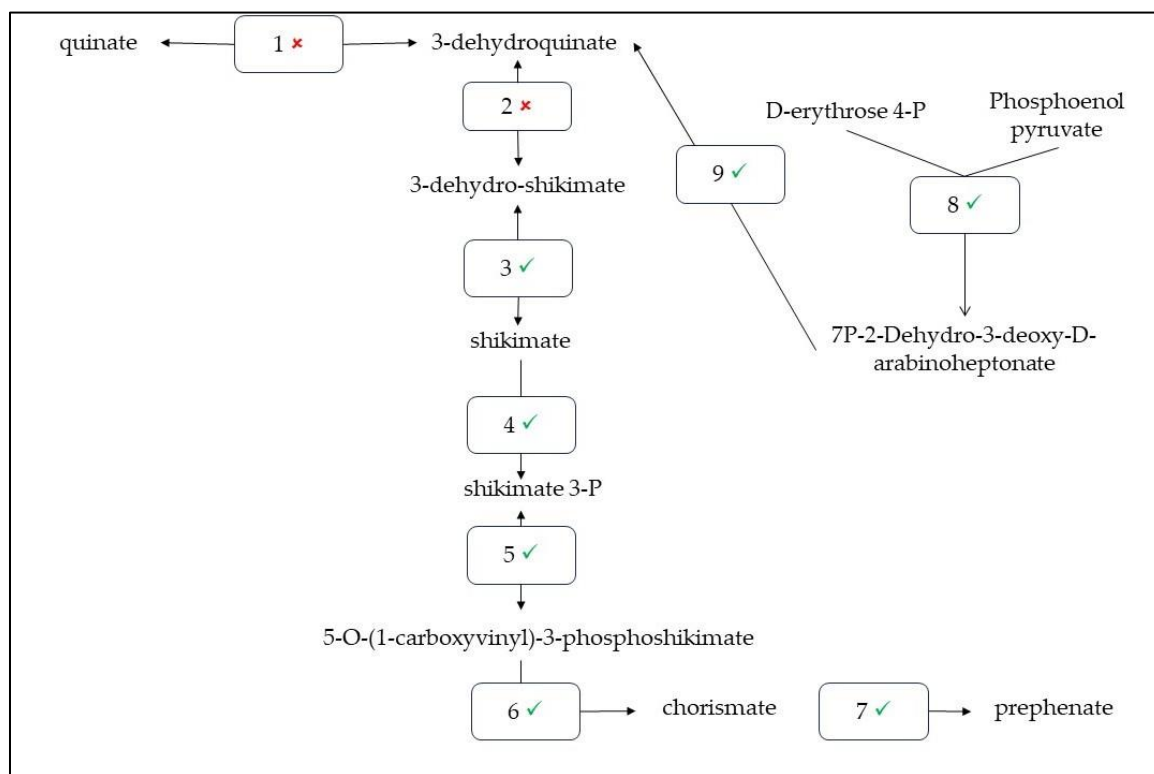 quinate
1 ✘
3-dehydroquinate
2 ✘
D-erythrose 4-P
Phosphoenol
pyruvate
3-dehydro-shikimate
9 ✓
8 ✓
3 ✓
shikimate
7P-2-Dehydro-3-deoxy-D-
arabinoheptonate
4 ✓
shikimate 3-P
5 ✓
5-O-(1-carboxyvinyl)-3-phosphoshikimate
6 ✓
chorismate
7 ✓
prephenate